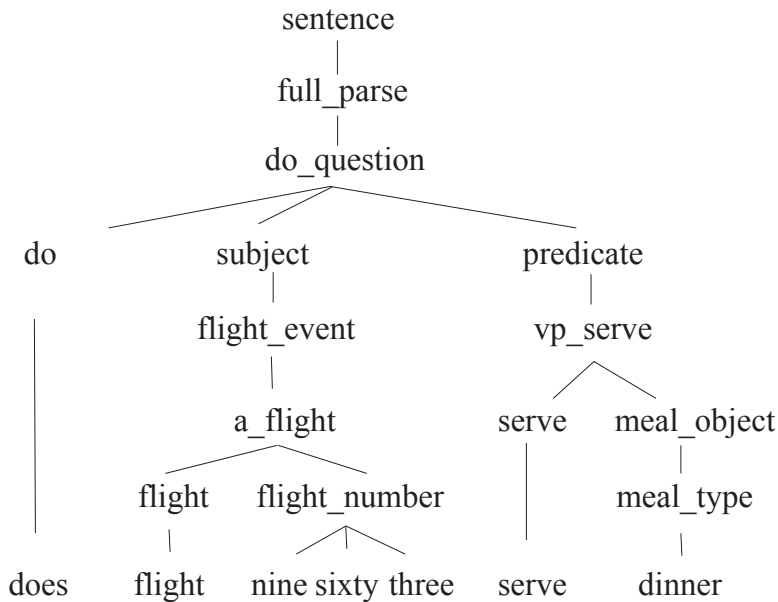 sentence
full_parse
do_question
do subject predicate
flight_event vp_serve
a_flight serve meal_object
flight flight_number meal_type
does flight nine sixty three serve dinner